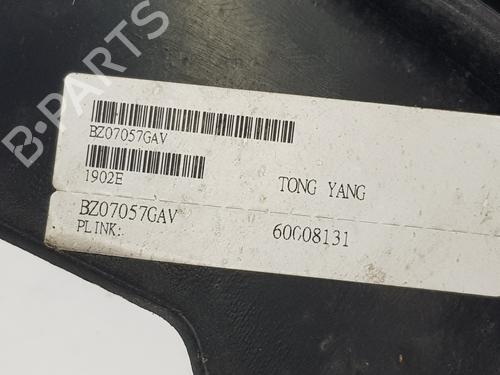 B-PARTS
BZ07057GAV
1902E
TONG YANG
BZ07057GAV
PLINK:
60008131